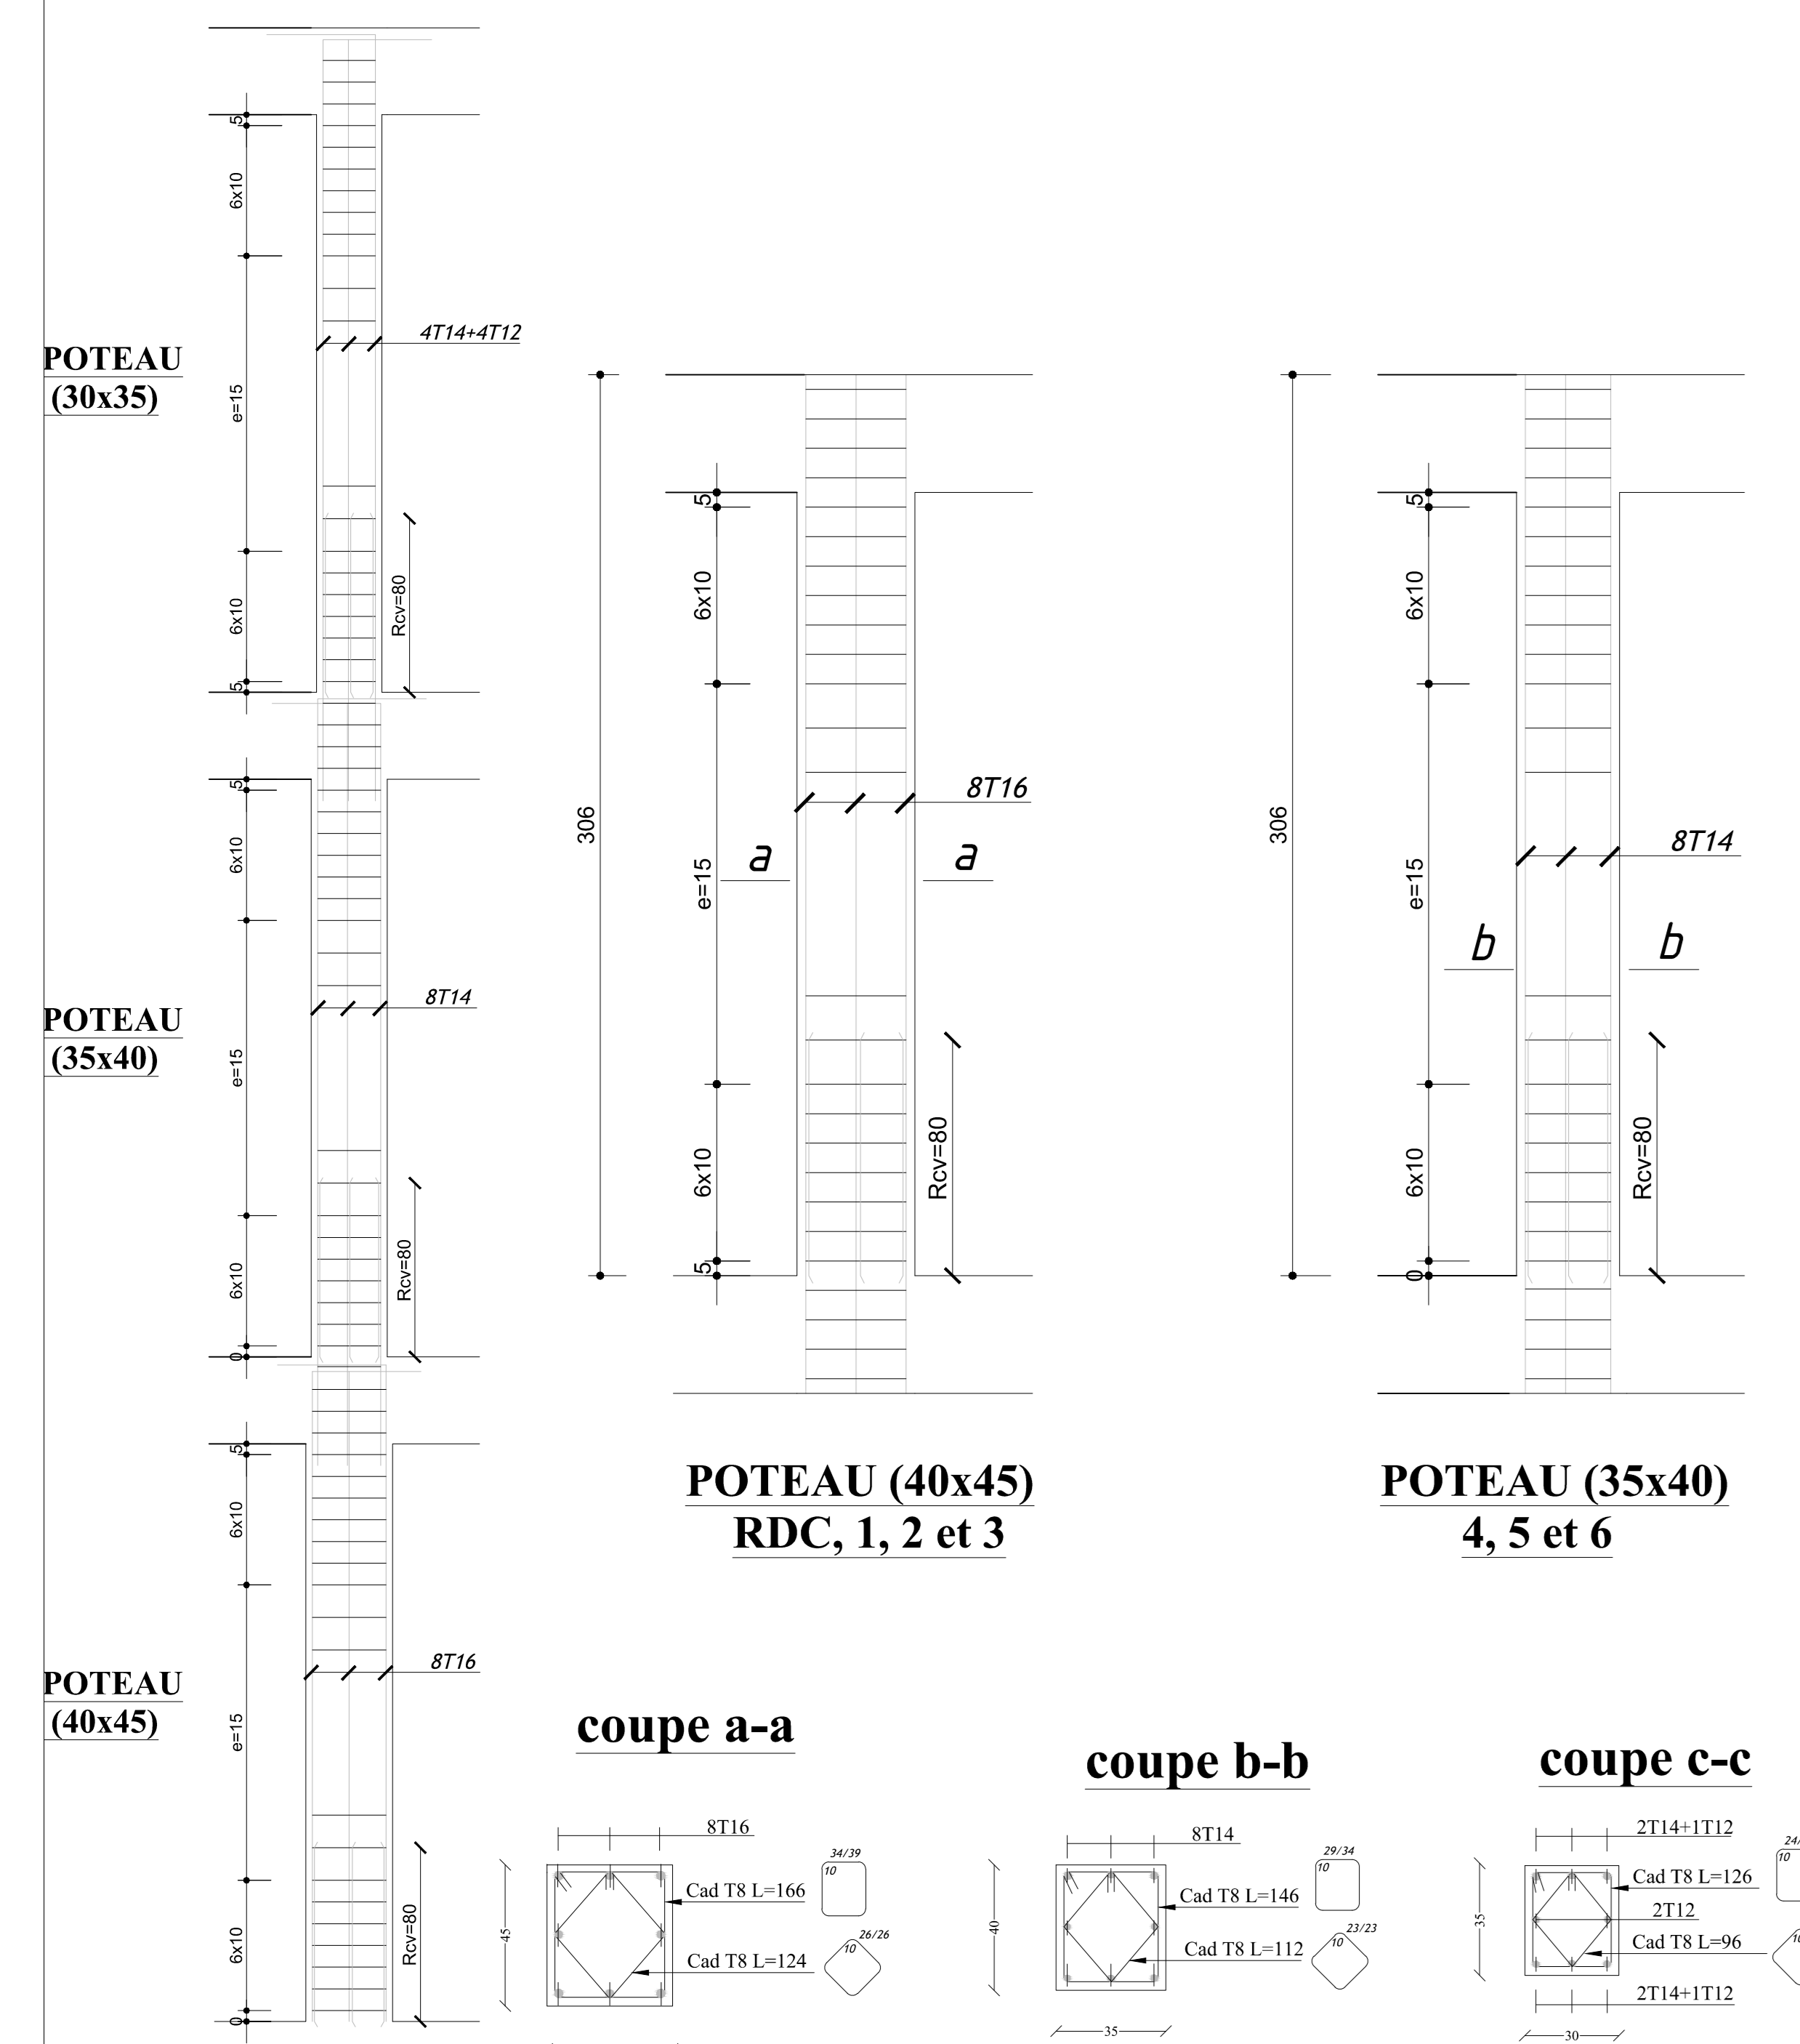 5
6x10
POTEAU
(30x35)
4T14+4T12
e=15
6x10
Rcv=80
5
5
6x10
POTEAU
(35x40)
8T14
e=15
6x10
Rcv=80
0
5
6x10
POTEAU
(40x45)
8T16
e=15
6x10
Rcv=80
0
306
5
6x10
8T16
a
a
e=15
6x10
Rcv=80
5
POTEAU (40x45)
RDC, 1, 2 et 3
306
5
6x10
8T14
e=15
b
b
6x10
Rcv=80
0
POTEAU (35x40)
4, 5 et 6
coupe a-a
8T16
34/39
10
Cad T8 L=166
45
26/26
10
Cad T8 L=124
coupe b-b
8T14
29/34
10
Cad T8 L=146
40
23/23
10
Cad T8 L=112
35
coupe c-c
2T14+1T12
24/
10
Cad T8 L=126
2T12
35
Cad T8 L=96
2T14+1T12
30